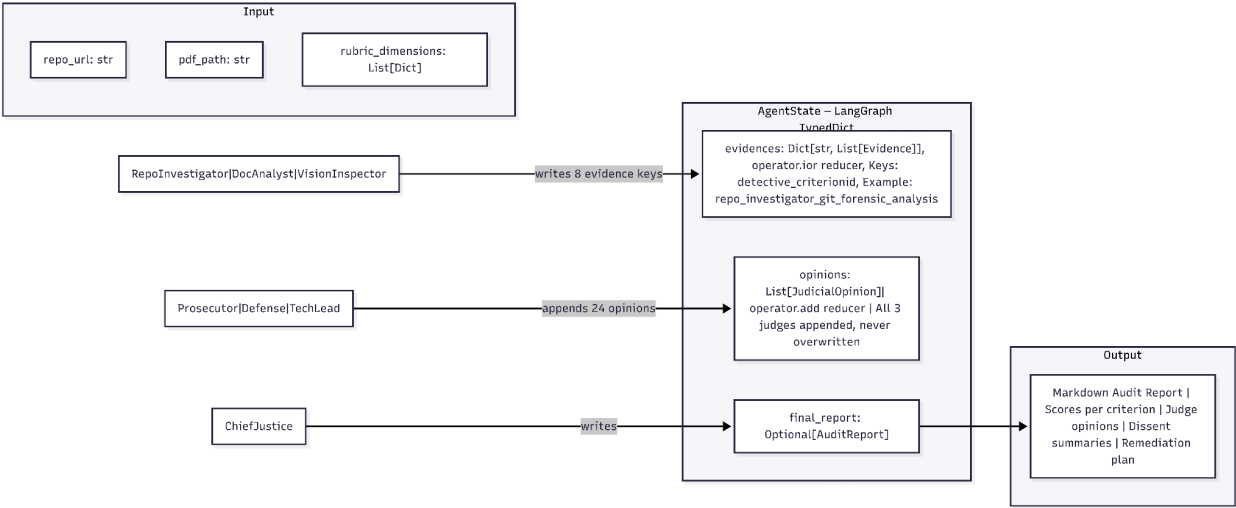 Input
repo_url: str
pdf_path: str
rubric_dimensions:
List[Dict]
AgentState — LangGraph
TypedDict
RepoInvestigator|DocAnalyst|VisionInspector
writes 8 evidence keys
evidences: Dict[str, List[Evidence]],
operator.ior reducer, Keys:
detective_criterionid, Example:
repo_investigator_git_forensic_analysis
Prosecutor|Defense|TechLead
appends 24 opinions
opinions:
List[JudicialOpinion]|
operator.add reducer | All 3
judges appended, never
overwritten
ChiefJustice
writes
final_report:
Optional[AuditReport]
Output
Markdown Audit Report |
Scores per criterion | Judge
opinions | Dissent
summaries | Remediation
plan